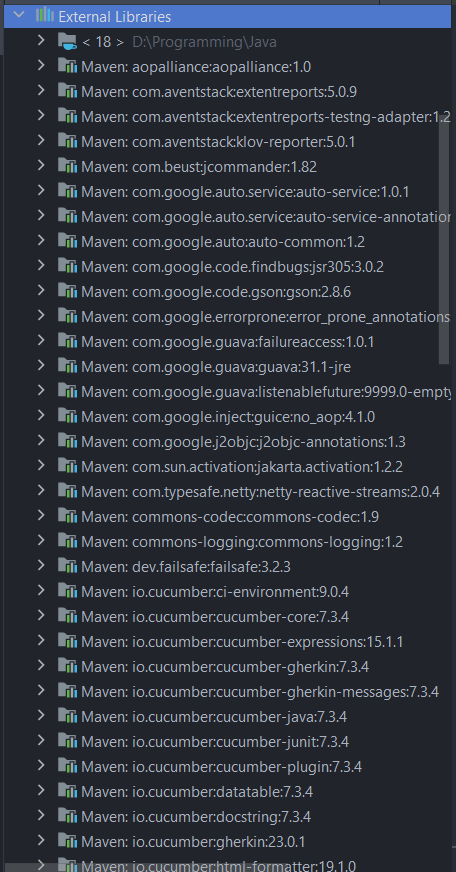 External Libraries
< 18 > D:\Programming\Java
Maven: aopalliance:aopalliance:1.0
Maven: com.aventstack:extentreports:5.0.9
Maven: com.aventstack:extentreports-testng-adapter:1.2
Maven: com.aventstack:klov-reporter:5.0.1
Maven: com.beust:jcommander:1.82
Maven: com.google.auto.service:auto-service:1.0.1
Maven: com.google.auto.service:auto-service-annotation
Maven: com.google.auto:auto-common:1.2
Maven: com.google.code.findbugs:jsr305:3.0.2
Maven: com.google.code.gson:gson:2.8.6
Maven: com.google.errorprone:error_prone_annotations
Maven: com.google.guava:failureaccess:1.0.1
Maven: com.google.guava:guava:31.1-jre
Maven: com.google.guava:listenablefuture:9999.0-empty
Maven: com.google.inject:guice:no_aop:4.1.0
Maven: com.google.j2objc:j2objc-annotations:1.3
Maven: com.sun.activation:jakarta.activation:1.2.2
Maven: com.typesafe.netty:netty-reactive-streams:2.0.4
Maven: commons-codec:commons-codec:1.9
Maven: commons-logging:commons-logging:1.2
Maven: dev.failsafe:failsafe:3.2.3
Maven: io.cucumber:ci-environment:9.0.4
Maven: io.cucumber:cucumber-core:7.3.4
Maven: io.cucumber:cucumber-expressions:15.1.1
Maven: io.cucumber:cucumber-gherkin:7.3.4
Maven: io.cucumber:cucumber-gherkin-messages:7.3.4
Maven: io.cucumber:cucumber-java:7.3.4
Maven: io.cucumber:cucumber-junit:7.3.4
Maven: io.cucumber:cucumber-plugin:7.3.4
Maven: io.cucumber:datatable:7.3.4
Maven: io.cucumber:docstring:7.3.4
Maven: io.cucumber:gherkin:23.0.1
Maven: io.cucumber:html-formatter:19.1.0